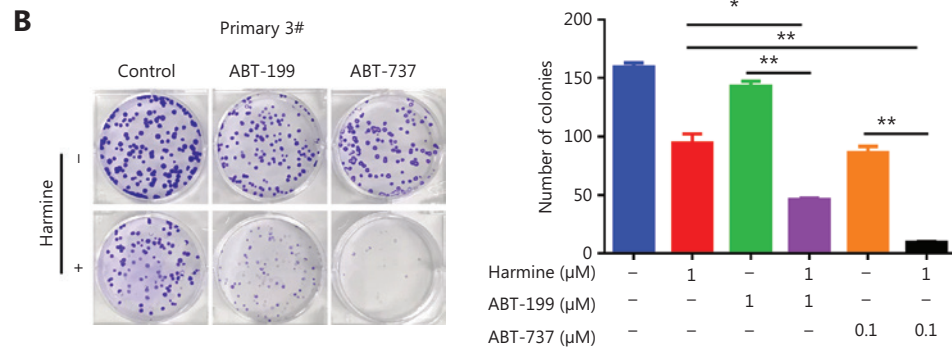 B
Primary 3#
Control ABT-199 ABT-737
Harmine
–
+
Number of colonies
200
150
100
50
0
*
**
**
**
Harmine (μM) – 1 – 1 – 1
ABT-199 (μM) – – 1 1 – –
ABT-737 (μM) – – – – 0.1 0.1